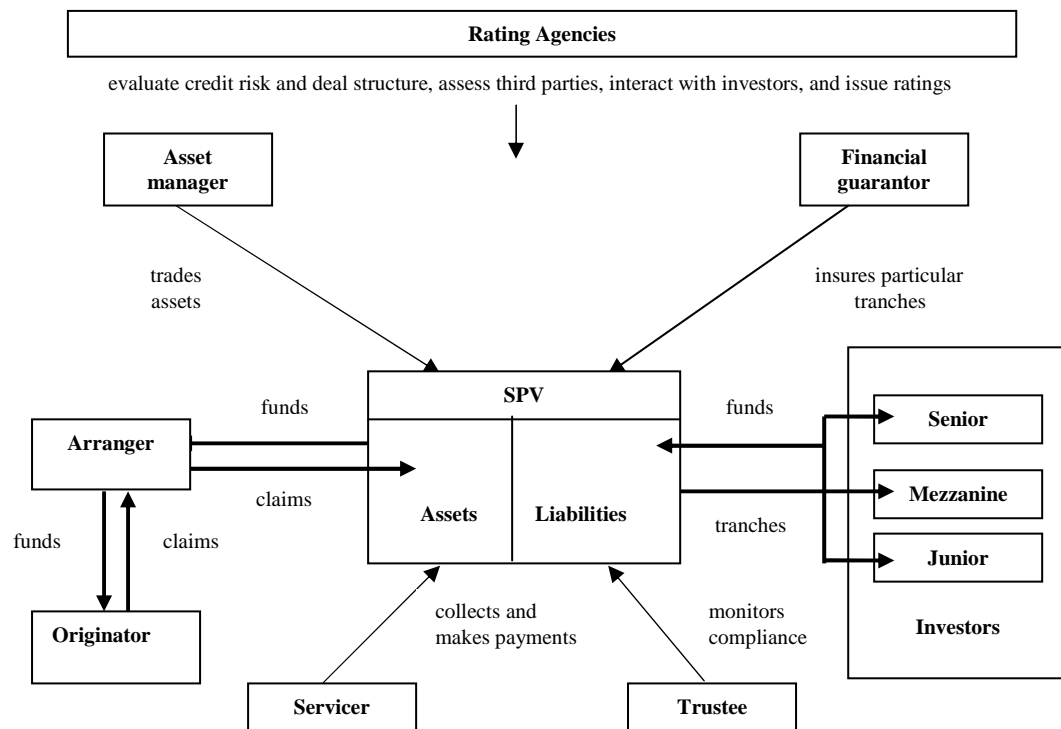 Rating Agencies
evaluate credit risk and deal structure, assess third parties, interact with investors, and issue ratings
Asset
manager
Financial
guarantor
trades
assets
insures particular
tranches
SPV
funds
funds
Senior
Arranger
claims
Assets
Liabilities
tranches
Mezzanine
funds
claims
Junior
Originator
collects and
makes payments
monitors
compliance
Investors
Servicer
Trustee